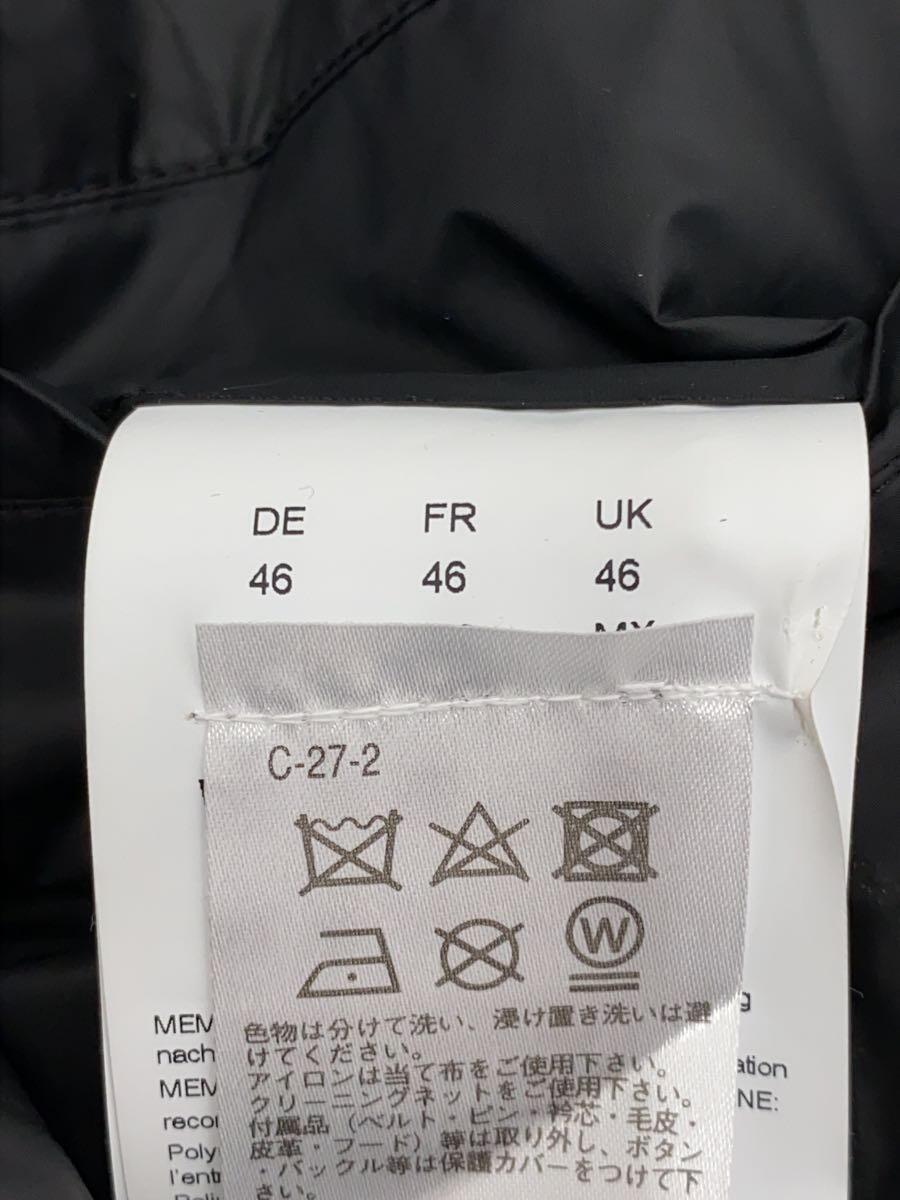 DE FR UK
46 46 46
C-27-2
W
色物は分けて洗い、浸け置き洗いは避
けてください。
アイロンは当て布をご使用下さい。
クリーニングネットをご使用下さい。
付属品（ベルト・ピン・衿芯・毛皮・
皮革・フード）等は取り外し、ボタン
・バックル等は保護カバーをつけて下
さい。
MEM
nach
MEM
recor
Poly
l'ent
g
ation
NE: